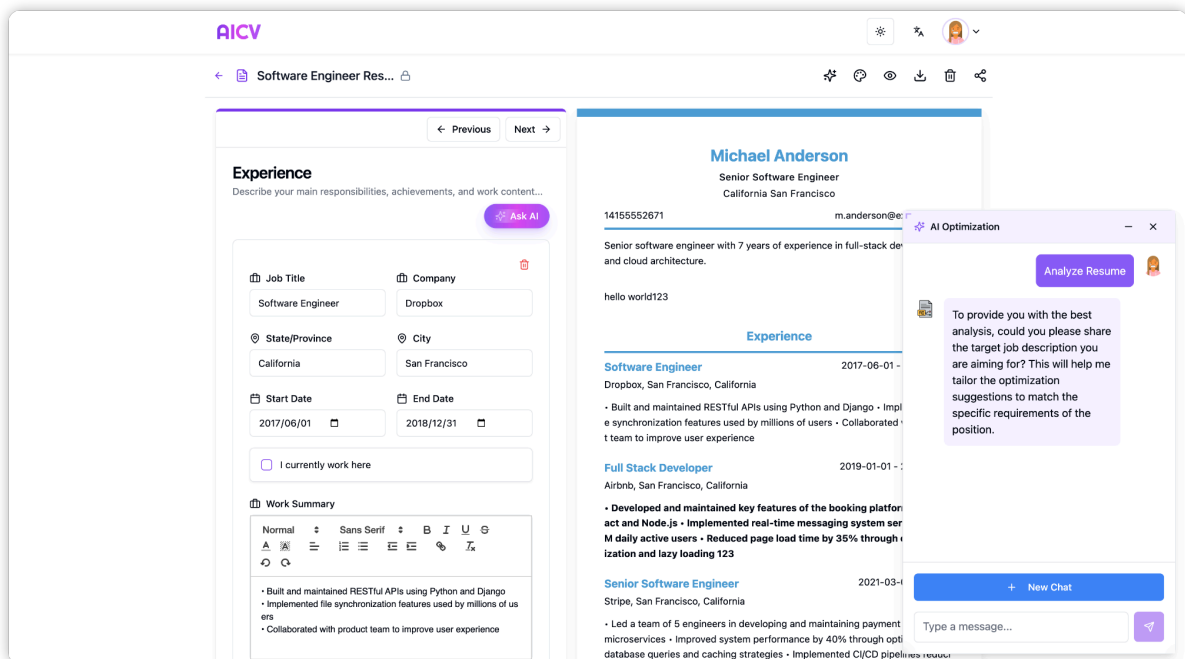 AICV
Software Engineer Res...
Previous
Next
Experience
Describe your main responsibilities, achievements, and work content...
Ask AI
Job Title
Company
Software Engineer
Dropbox
State/Province
City
California
San Francisco
Start Date
End Date
2017/06/01
2018/12/31
I currently work here
Work Summary
Normal
Sans Serif
B I U S
• Built and maintained RESTful APIs using Python and Django
• Implemented file synchronization features used by millions of us
ers
• Collaborated with product team to improve user experience
Michael Anderson
Senior Software Engineer
California San Francisco
14155552671
m.anderson@e
Senior software engineer with 7 years of experience in full-stack de
and cloud architecture.
hello world123
Experience
Software Engineer
2017-06-01 -
Dropbox, San Francisco, California
• Built and maintained RESTful APIs using Python and Django • Impl
e synchronization features used by millions of users • Collaborated
t team to improve user experience
Full Stack Developer
2019-01-01 -
Airbnb, San Francisco, California
• Developed and maintained key features of the booking platfor
act and Node.js • Implemented real-time messaging system ser
M daily active users • Reduced page load time by 35% through
ization and lazy loading 123
Senior Software Engineer
2021-03-
Stripe, San Francisco, California
• Led a team of 5 engineers in developing and maintaining payment
microservices • Improved system performance by 40% through opti
database queries and caching strategies • Implemented CI/CD pipelines reduci
AI Optimization
Analyze Resume
To provide you with the best
analysis, could you please share
the target job description you
are aiming for? This will help me
tailor the optimization
suggestions to match the
specific requirements of the
position.
+ New Chat
Type a message...